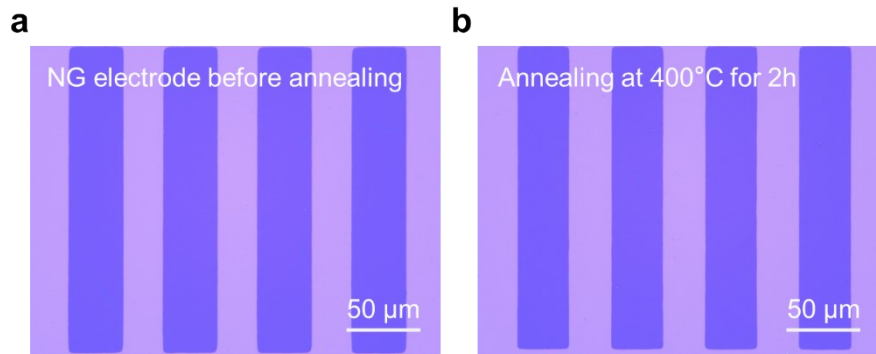 a
b
NG electrode before annealing
Annealing at 400°C for 2h
50 μm
50 μm